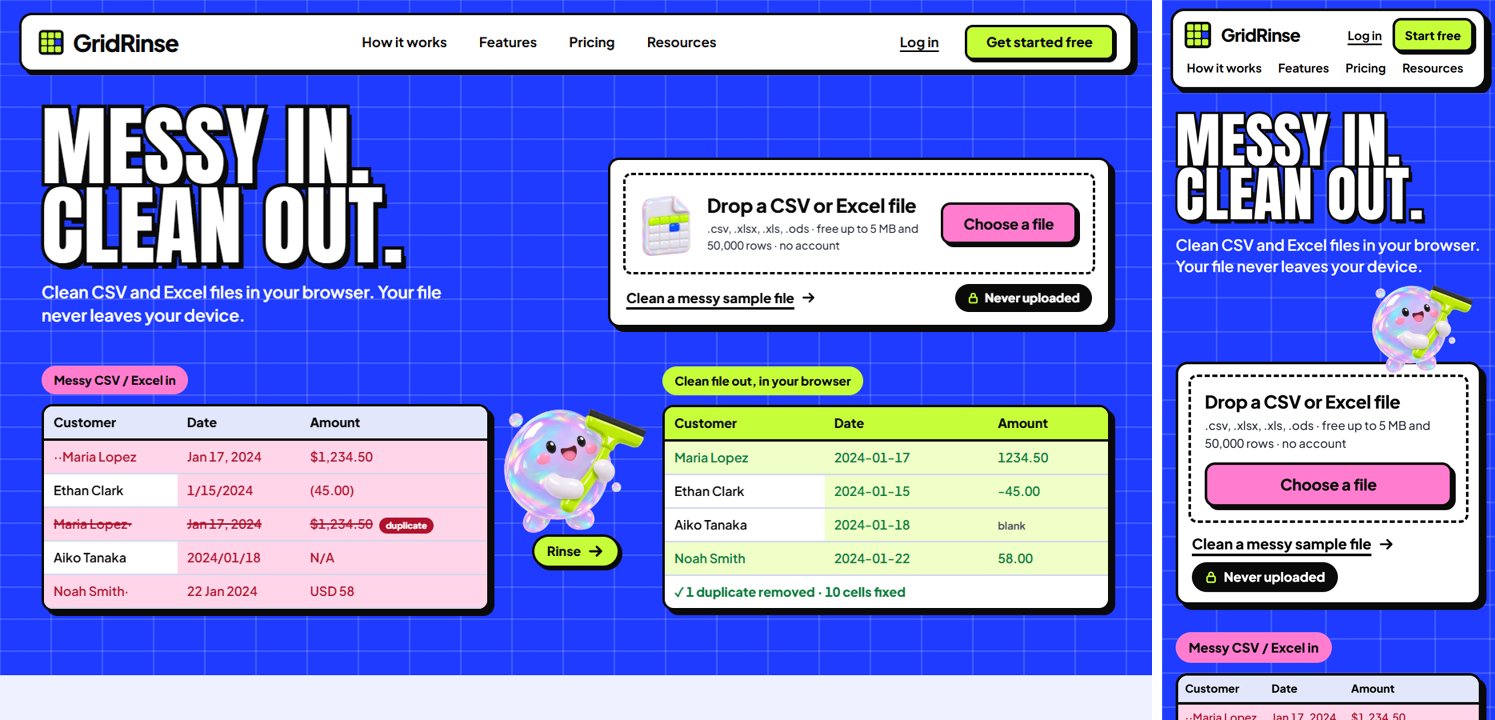 GridRinse
How it works Features Pricing Resources
Log in
Get started free
MESSY IN.
CLEAN OUT.
Clean CSV and Excel files in your browser. Your file
never leaves your device.
Drop a CSV or Excel file
.csv, .xlsx, .xls, .ods · free up to 5 MB and
50,000 rows · no account
Choose a file
Clean a messy sample file →
Never uploaded
Messy CSV / Excel in
Customer Date Amount
··Maria Lopez Jan 17, 2024 $1,234.50
Ethan Clark 1/15/2024 (45.00)
Maria Lopez· Jan 17, 2024 $1,234.50 duplicate
Aiko Tanaka 2024/01/18 N/A
Noah Smith· 22 Jan 2024 USD 58
Rinse →
Clean file out, in your browser
Customer Date Amount
Maria Lopez 2024-01-17 1234.50
Ethan Clark 2024-01-15 -45.00
Aiko Tanaka 2024-01-18 blank
Noah Smith 2024-01-22 58.00
✓ 1 duplicate removed · 10 cells fixed
GridRinse
Log in
Start free
How it works Features Pricing Resources
MESSY IN.
CLEAN OUT.
Clean CSV and Excel files in your browser.
Your file never leaves your device.
Drop a CSV or Excel file
.csv, .xlsx, .xls, .ods · free up to 5 MB and
50,000 rows · no account
Choose a file
Clean a messy sample file →
Never uploaded
Messy CSV / Excel in
Customer Date Amount
··Maria Lopez Jan 17, 2024 $1,234.50